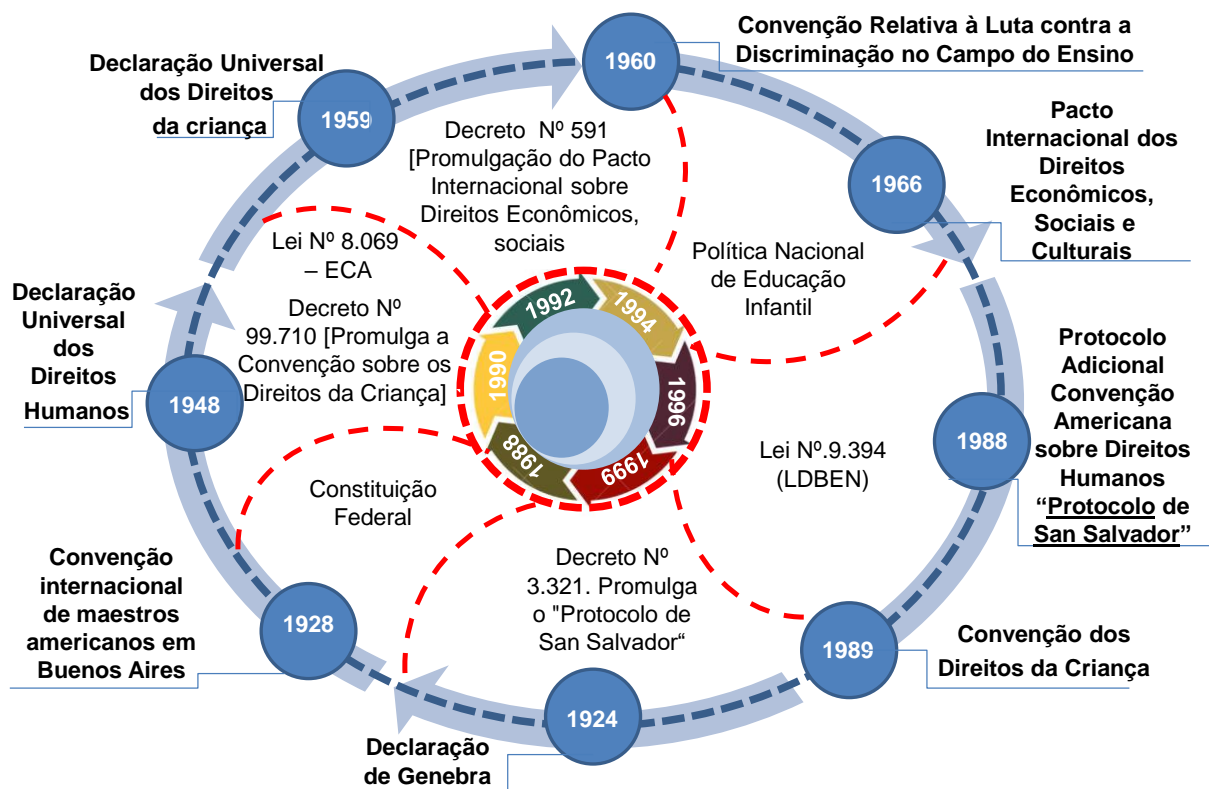 Convenção Relativa à Luta contra a
Discriminação no Campo do Ensino
1960
Declaração Universal
dos Direitos
da criança
1959
Pacto
Internacional dos
Direitos
Econômicos,
Sociais e
Culturais
1966
Decreto Nº 591
[Promulgação do Pacto
Internacional sobre
Direitos Econômicos,
sociais
Lei Nº 8.069
– ECA
Decreto Nº
99.710 [Promulga a
Convenção sobre os
Direitos da Criança]
Política Nacional
de Educação
Infantil
Declaração
Universal
dos
Direitos
Humanos
1948
1992
1994
1990
1996
1988
1999
Protocolo
Adicional
Convenção
Americana
sobre Direitos
Humanos
“Protocolo de
San Salvador”
1988
Lei Nº.9.394
(LDBEN)
Constituição
Federal
Convenção
internacional
de maestros
americanos em
Buenos Aires
1928
Decreto Nº
3.321. Promulga
o "Protocolo de
San Salvador“
1989
Convenção dos
Direitos da Criança
1924
Declaração
de Genebra